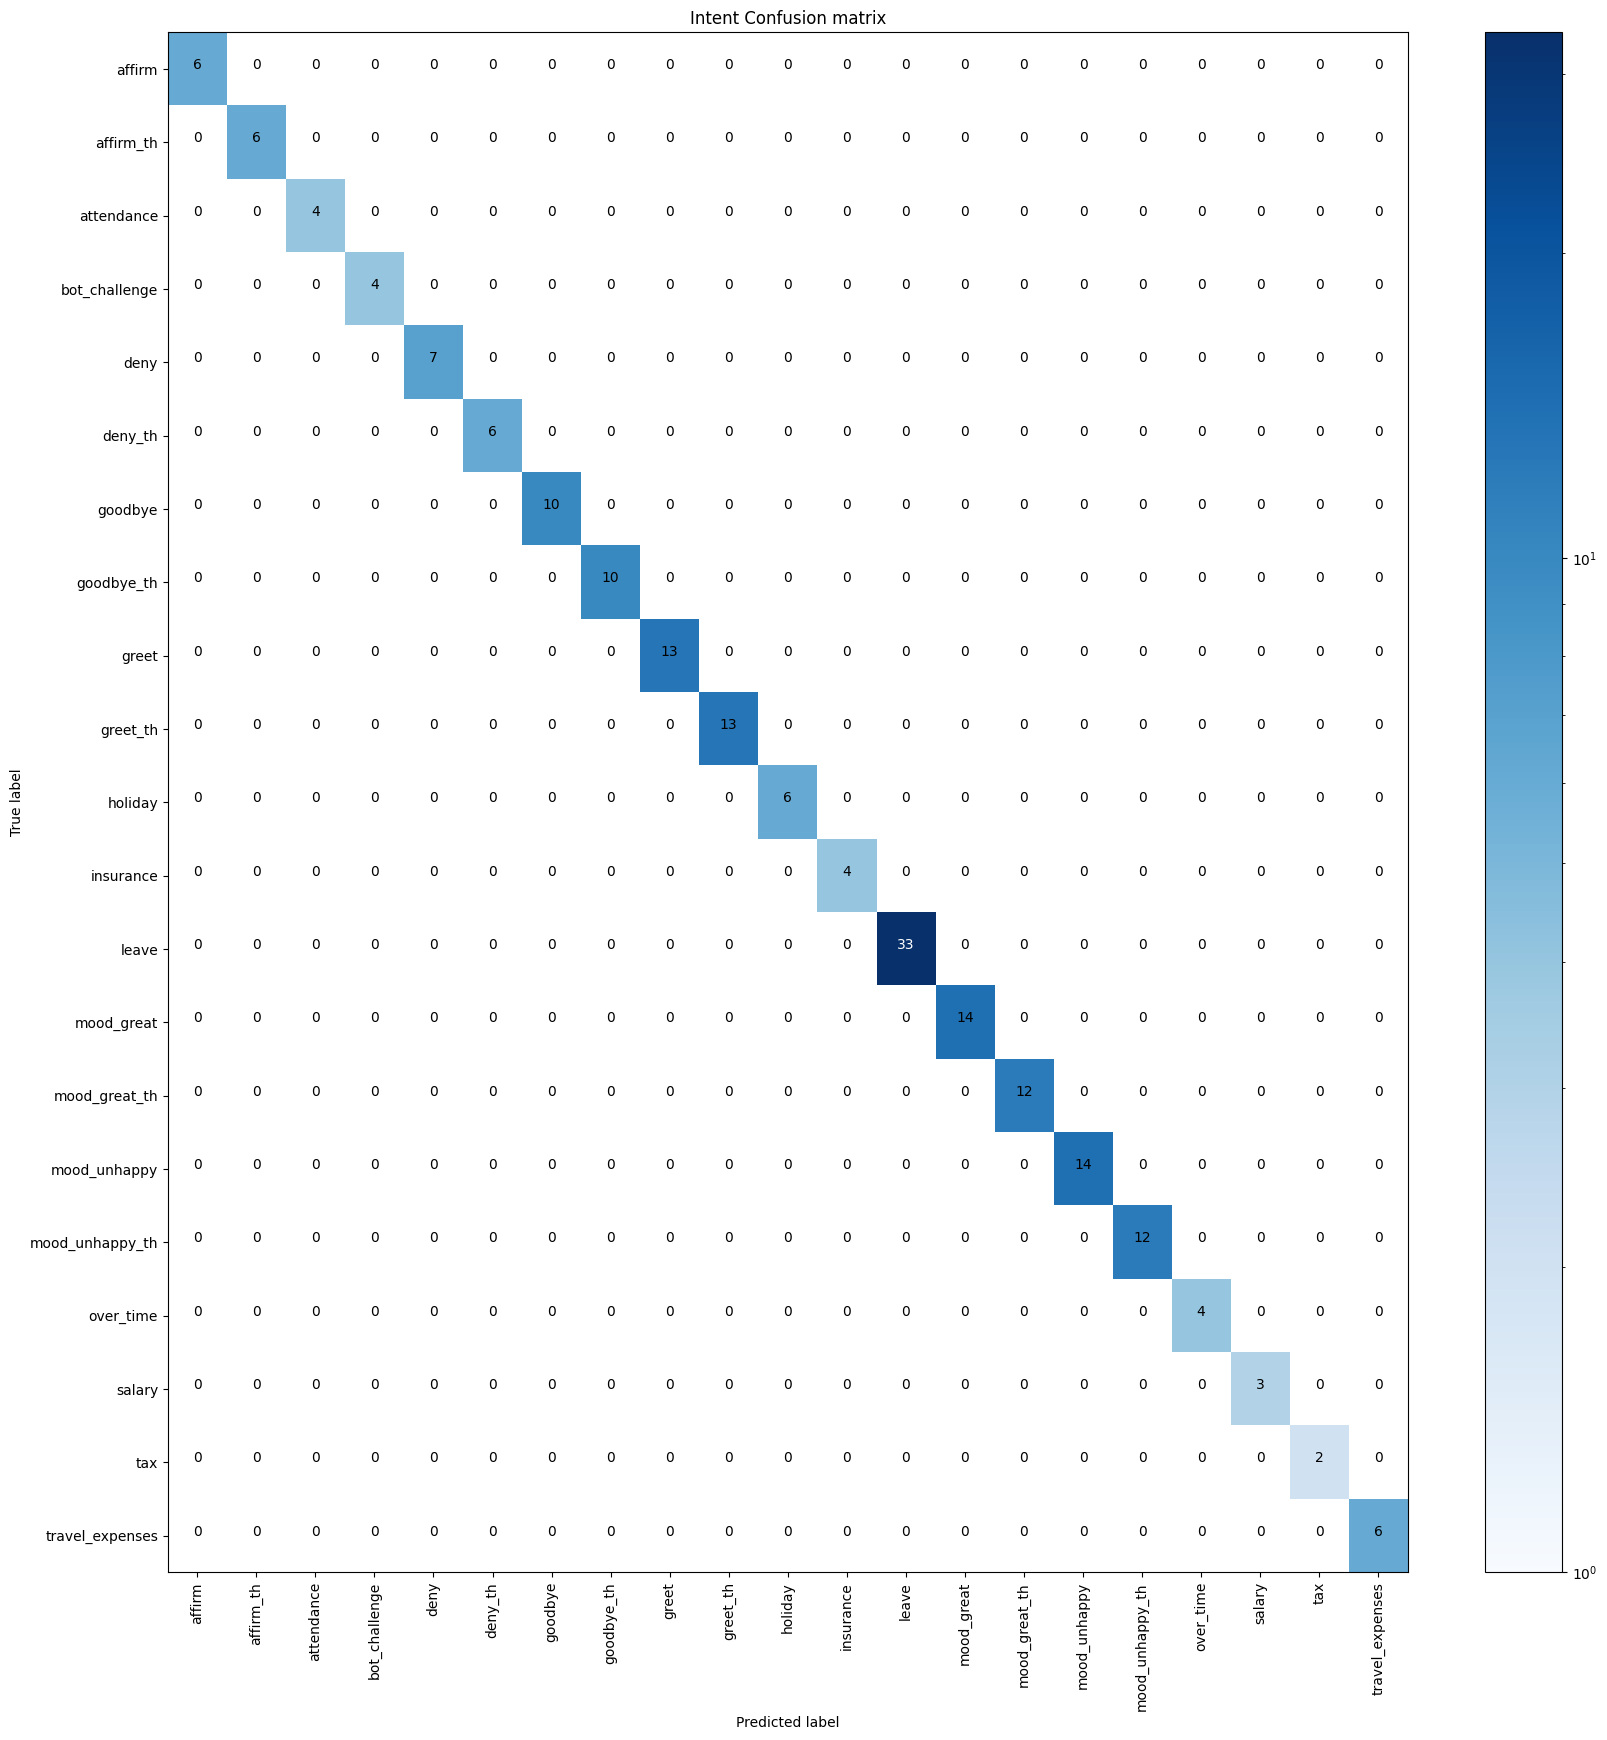 Intent Confusion matrix
affirm 6 0 0 0 0 0 0 0 0 0 0 0 0 0 0 0 0 0 0 0 0
affirm_th 0 6 0 0 0 0 0 0 0 0 0 0 0 0 0 0 0 0 0 0 0
attendance 0 0 4 0 0 0 0 0 0 0 0 0 0 0 0 0 0 0 0 0 0
bot_challenge 0 0 0 4 0 0 0 0 0 0 0 0 0 0 0 0 0 0 0 0 0
deny 0 0 0 0 7 0 0 0 0 0 0 0 0 0 0 0 0 0 0 0 0
deny_th 0 0 0 0 0 6 0 0 0 0 0 0 0 0 0 0 0 0 0 0 0
goodbye 0 0 0 0 0 0 10 0 0 0 0 0 0 0 0 0 0 0 0 0 0
goodbye_th 0 0 0 0 0 0 0 10 0 0 0 0 0 0 0 0 0 0 0 0 0
greet 0 0 0 0 0 0 0 0 13 0 0 0 0 0 0 0 0 0 0 0 0
greet_th 0 0 0 0 0 0 0 0 0 13 0 0 0 0 0 0 0 0 0 0 0
holiday 0 0 0 0 0 0 0 0 0 0 6 0 0 0 0 0 0 0 0 0 0
insurance 0 0 0 0 0 0 0 0 0 0 0 4 0 0 0 0 0 0 0 0 0
leave 0 0 0 0 0 0 0 0 0 0 0 0 33 0 0 0 0 0 0 0 0
mood_great 0 0 0 0 0 0 0 0 0 0 0 0 0 14 0 0 0 0 0 0 0
mood_great_th 0 0 0 0 0 0 0 0 0 0 0 0 0 0 12 0 0 0 0 0 0
mood_unhappy 0 0 0 0 0 0 0 0 0 0 0 0 0 0 0 14 0 0 0 0 0
mood_unhappy_th 0 0 0 0 0 0 0 0 0 0 0 0 0 0 0 0 12 0 0 0 0
over_time 0 0 0 0 0 0 0 0 0 0 0 0 0 0 0 0 0 4 0 0 0
salary 0 0 0 0 0 0 0 0 0 0 0 0 0 0 0 0 0 0 3 0 0
tax 0 0 0 0 0 0 0 0 0 0 0 0 0 0 0 0 0 0 0 2 0
travel_expenses 0 0 0 0 0 0 0 0 0 0 0 0 0 0 0 0 0 0 0 0 6
True label
affirm
affirm_th
attendance
bot_challenge
deny
deny_th
goodbye
goodbye_th
greet
greet_th
holiday
insurance
leave
mood_great
mood_great_th
mood_unhappy
mood_unhappy_th
over_time
salary
tax
travel_expenses
Predicted label
10¹
10⁰